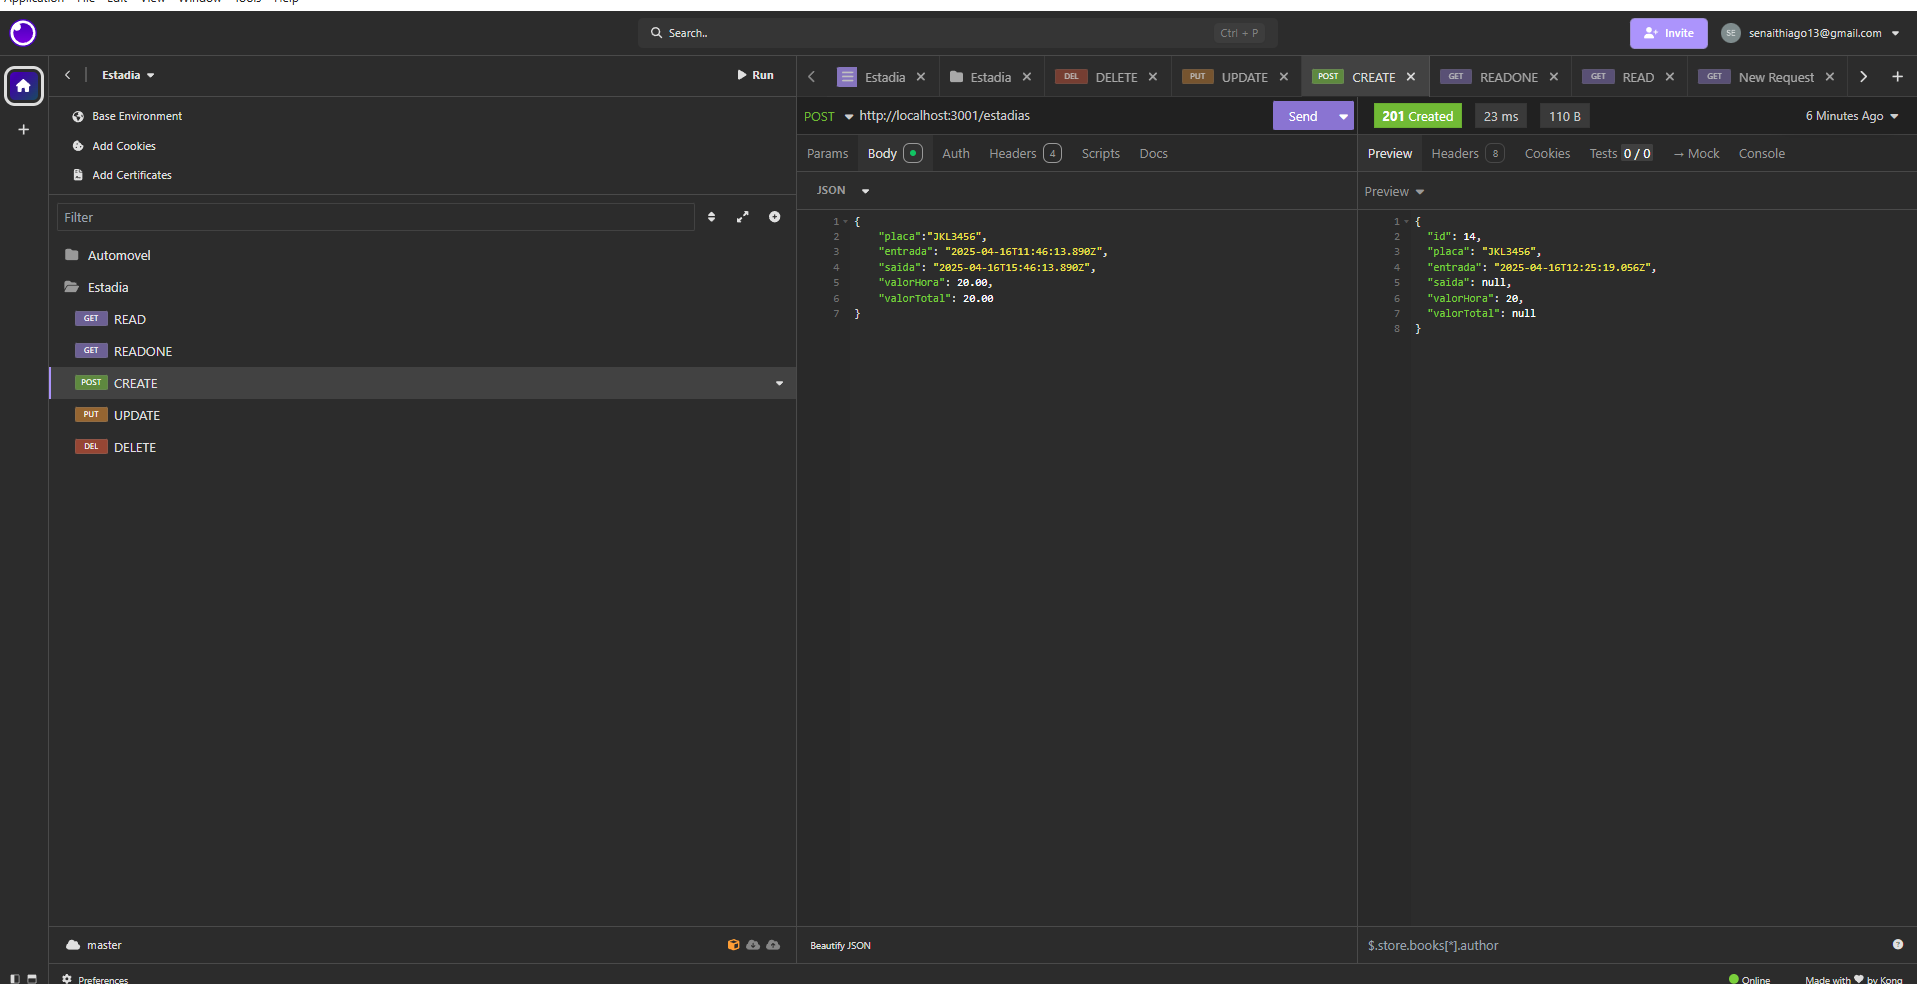 Application File Edit View Window Tools Help
Search.. Ctrl + P
Invite SE senaithiago13@gmail.com
Estadia Run
Base Environment
Add Cookies
Add Certificates
Filter
Automovel
Estadia
GET READ
GET READONE
POST CREATE
PUT UPDATE
DEL DELETE
master
Preferences
Estadia Estadia DEL DELETE PUT UPDATE POST CREATE GET READONE GET READ GET New Request
POST http://localhost:3001/estadias Send
Params Body Auth Headers 4 Scripts Docs
JSON
1 {
2 "placa":"JKL3456",
3 "entrada": "2025-04-16T11:46:13.890Z",
4 "saida": "2025-04-16T15:46:13.890Z",
5 "valorHora": 20.00,
6 "valorTotal": 20.00
7 }
Beautify JSON
201 Created 23 ms 110 B 6 Minutes Ago
Preview Headers 8 Cookies Tests 0 / 0 → Mock Console
Preview
1 {
2 "id": 14,
3 "placa": "JKL3456",
4 "entrada": "2025-04-16T12:25:19.056Z",
5 "saida": null,
6 "valorHora": 20,
7 "valorTotal": null
8 }
$.store.books[*].author
Online Made with ❤ by Kong